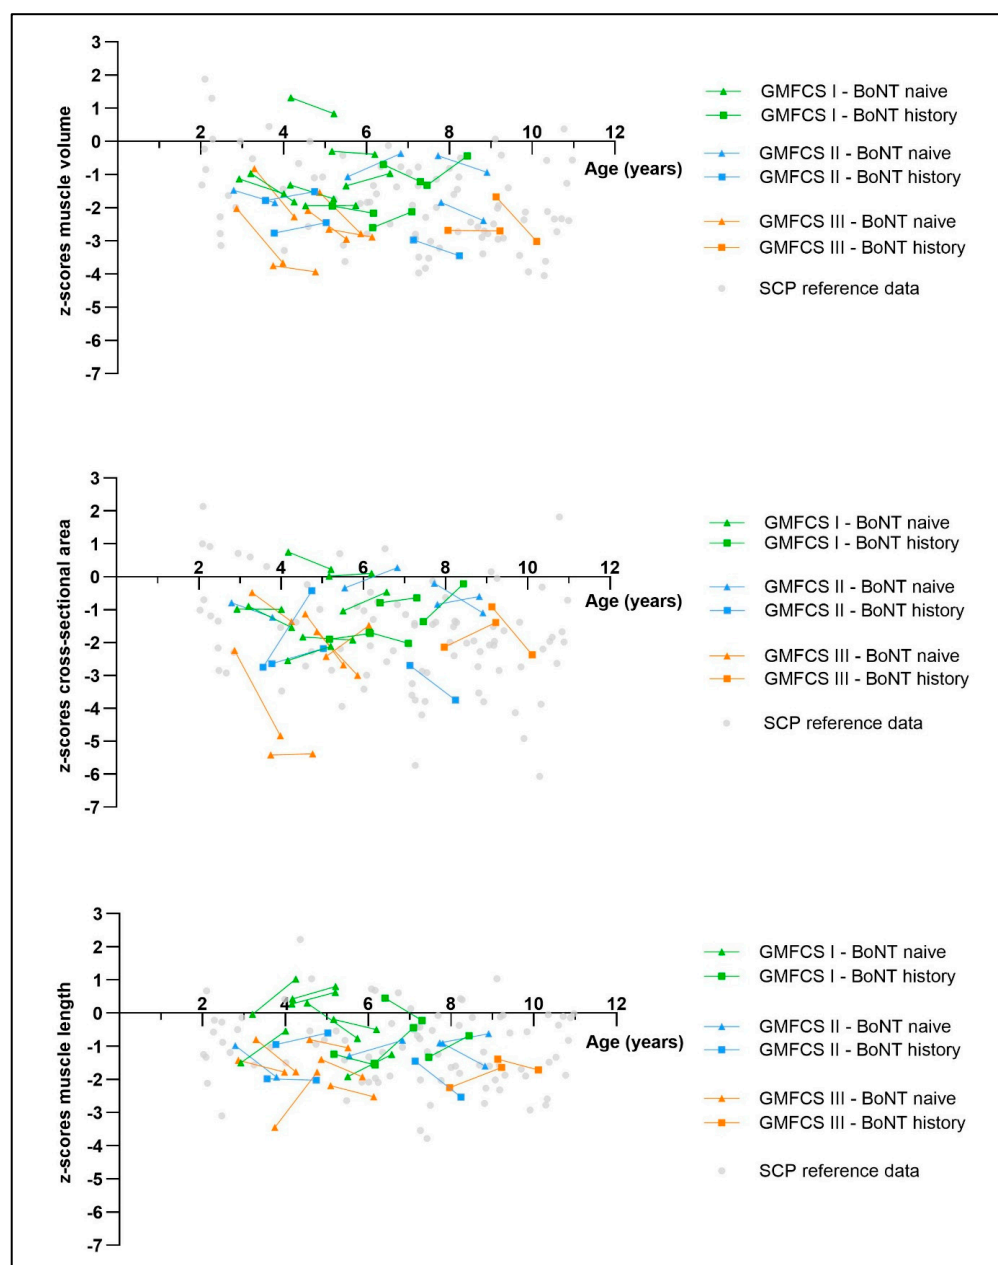 3
2
1
0
-1
-2
-3
-4
-5
-6
-7
z-scores muscle volume
2 4 6 8 10 12
Age (years)
GMFCS I - BoNT naive
GMFCS I - BoNT history
GMFCS II - BoNT naive
GMFCS II - BoNT history
GMFCS III - BoNT naive
GMFCS III - BoNT history
SCP reference data
3
2
1
0
-1
-2
-3
-4
-5
-6
-7
z-scores cross-sectional area
2 4 6 8 10 12
Age (years)
GMFCS I - BoNT naive
GMFCS I - BoNT history
GMFCS II - BoNT naive
GMFCS II - BoNT history
GMFCS III - BoNT naive
GMFCS III - BoNT history
SCP reference data
3
2
1
0
-1
-2
-3
-4
-5
-6
-7
z-scores muscle length
2 4 6 8 10 12
Age (years)
GMFCS I - BoNT naive
GMFCS I - BoNT history
GMFCS II - BoNT naive
GMFCS II - BoNT history
GMFCS III - BoNT naive
GMFCS III - BoNT history
SCP reference data